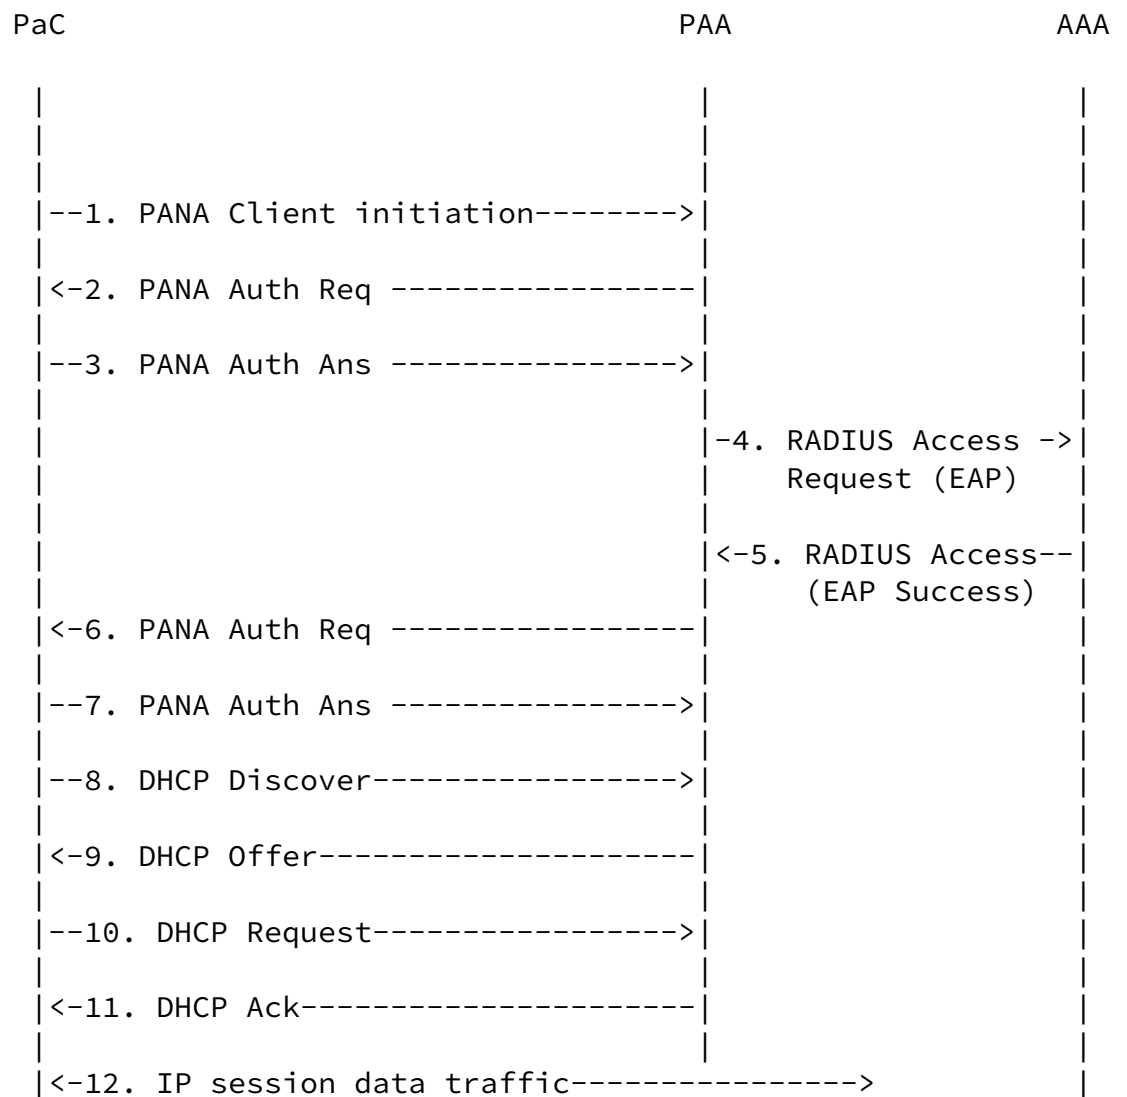 PaC PAA AAA
|--1. PANA Client initiation-------->|
|<-2. PANA Auth Req -----------------|
|--3. PANA Auth Ans ---------------->|
|-4. RADIUS Access ->|
Request (EAP)
|<-5. RADIUS Access--|
(EAP Success)
|<-6. PANA Auth Req -----------------|
|--7. PANA Auth Ans ---------------->|
|--8. DHCP Discover----------------->|
|<-9. DHCP Offer---------------------|
|--10. DHCP Request----------------->|
|<-11. DHCP Ack----------------------|
|<-12. IP session data traffic---------------->